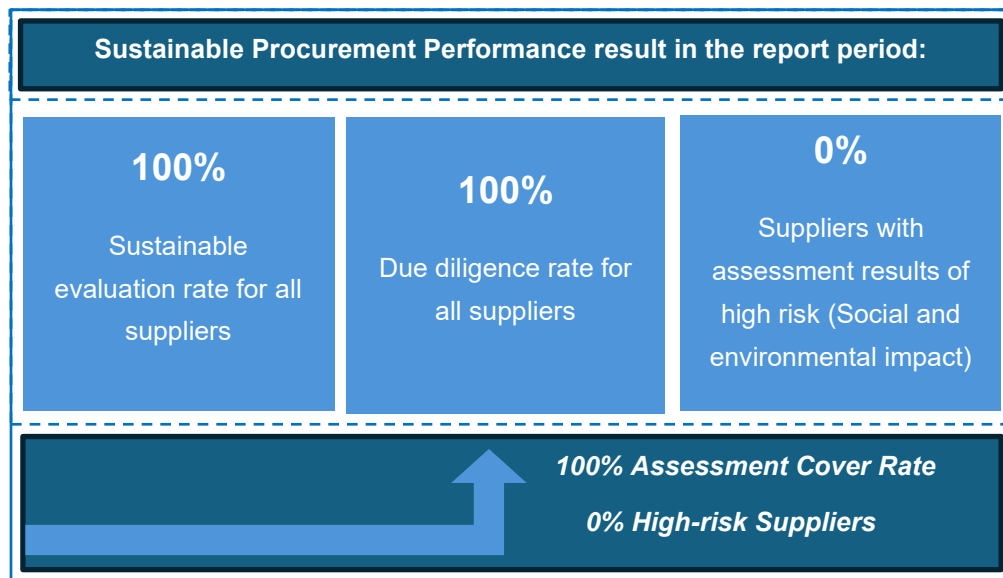 Sustainable Procurement Performance result in the report period:
100%
Sustainable
evaluation rate for all
suppliers
100%
Due diligence rate for
all suppliers
0%
Suppliers with
assessment results of
high risk (Social and
environmental impact)
100% Assessment Cover Rate
0% High-risk Suppliers